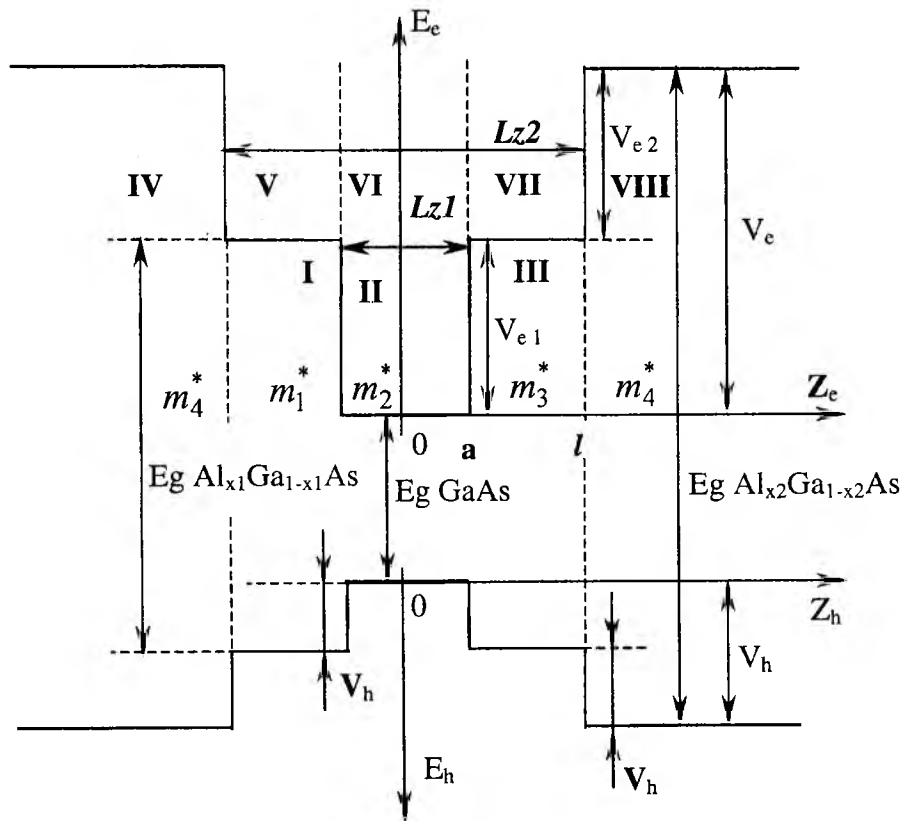 E_e
Lz2
V_e 2
IV V VI VII VIII
Lz1
V_e
I II III
V_e 1
m_4^* m_1^* m_2^* m_3^* m_4^*
Z_e
0 a l
Eg Al_x1Ga_1-x1As
Eg GaAs
Eg Al_x2Ga_1-x2As
0
Z_h
V_h
V_h
E_h
V_h